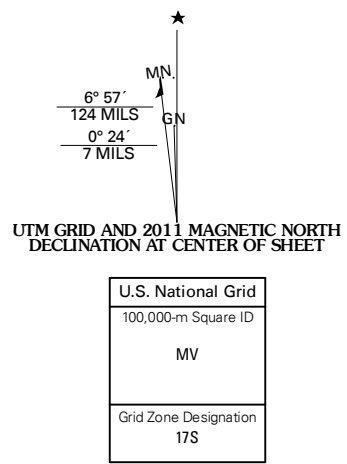 ★
MN.
6° 57´
124 MILS
GN
0° 24´
7 MILS
UTM GRID AND 2011 MAGNETIC NORTH
DECLINATION AT CENTER OF SHEET
U.S. National Grid
100,000-m Square ID
MV
Grid Zone Designation
17S